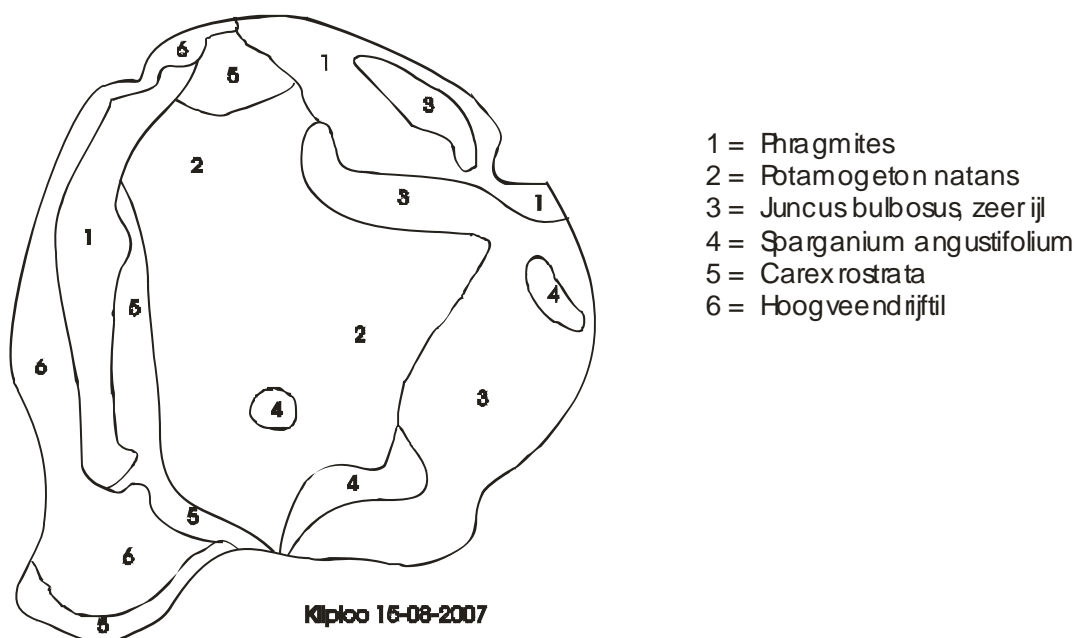 6
1
5
3
2
3
1
1
4
5
2
6
3
4
4
5
6
5
Kliploo 15-08-2007
1 = Phragmites
2 = Potamogeton natans
3 = Juncus bulbosus, zeer ijl
4 = Sparganium angustifolium
5 = Carex rostrata
6 = Hoogveendrijftil